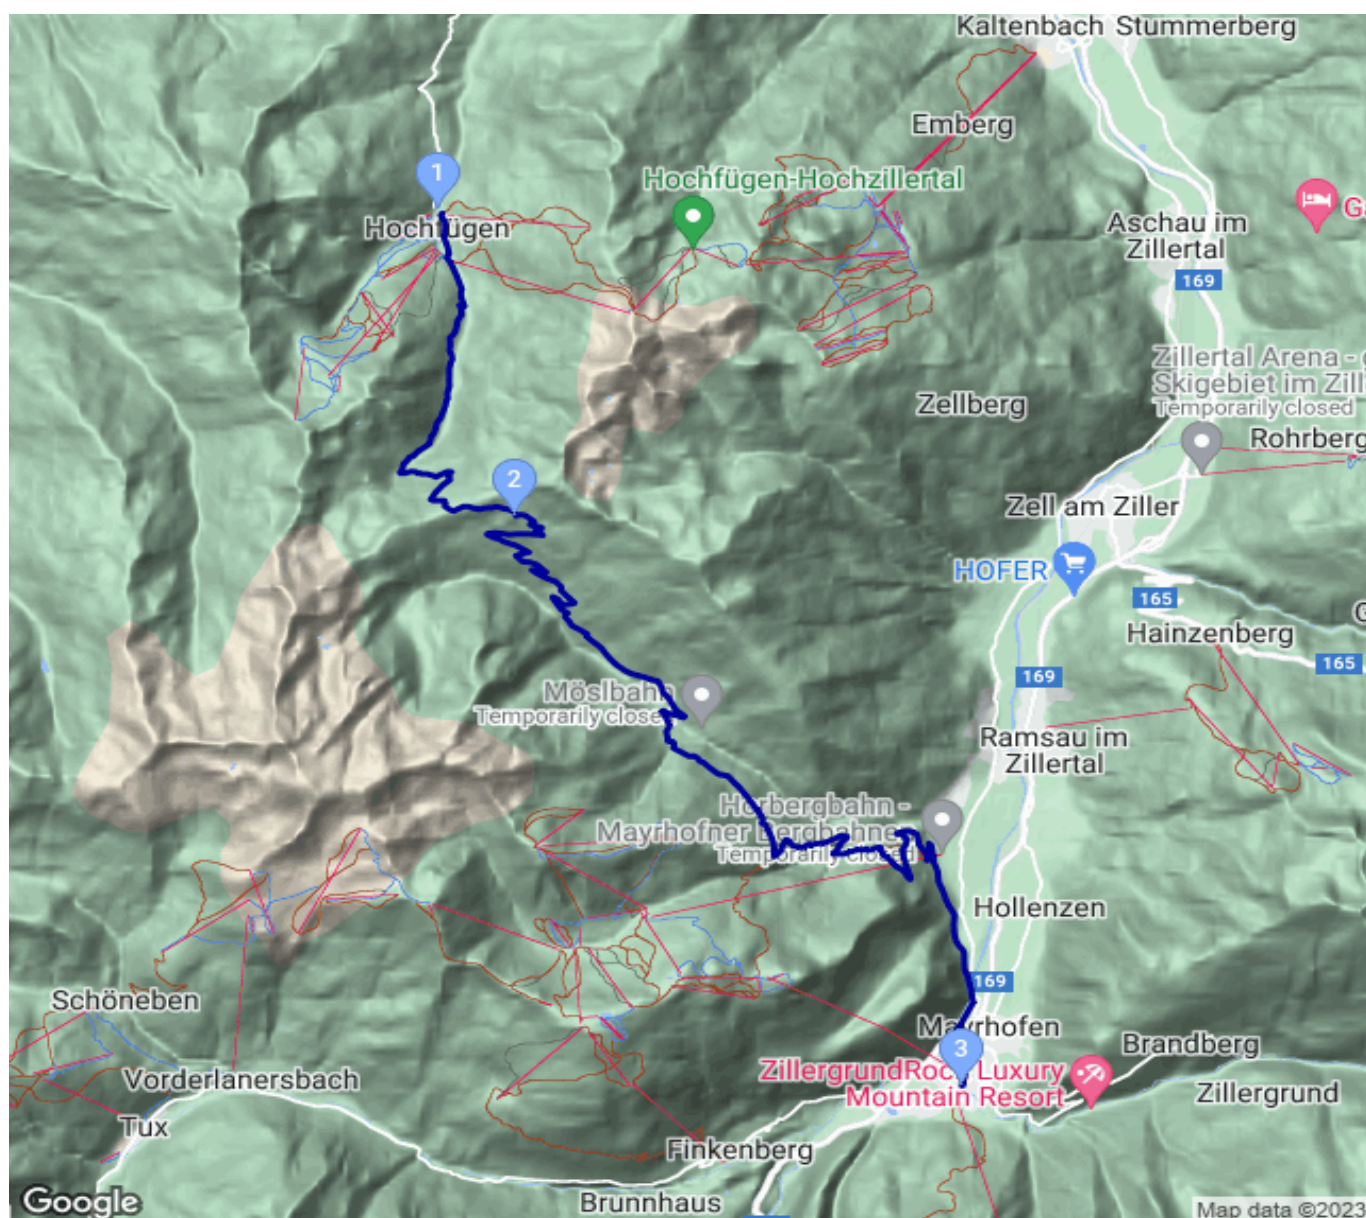 Kaltenbach Stummerberg
Emberg
1
Hochfügen-Hochzillertal
Hochfügen
Aschau im
Zillertal
169
Zillertal Arena -
Skigebiet im Zill
Temporarily closed
Zellberg
Rohrberg
2
Zell am Ziller
HOFER
165
Hainzenberg
165
169
Möslbahn
Temporarily close
Ramsau im
Zillertal
Horbergbahn -
Mayrhofner Bergbahne
Temporarily closed
Hollenzen
169
Schöneben
Mayrhofen
3
Brandberg
ZillergrundRock Luxury
Mountain Resort
Vorderlanersbach
Zillergrund
Tux
Finkenberg
Brunnhaus
Google
Map data ©2023